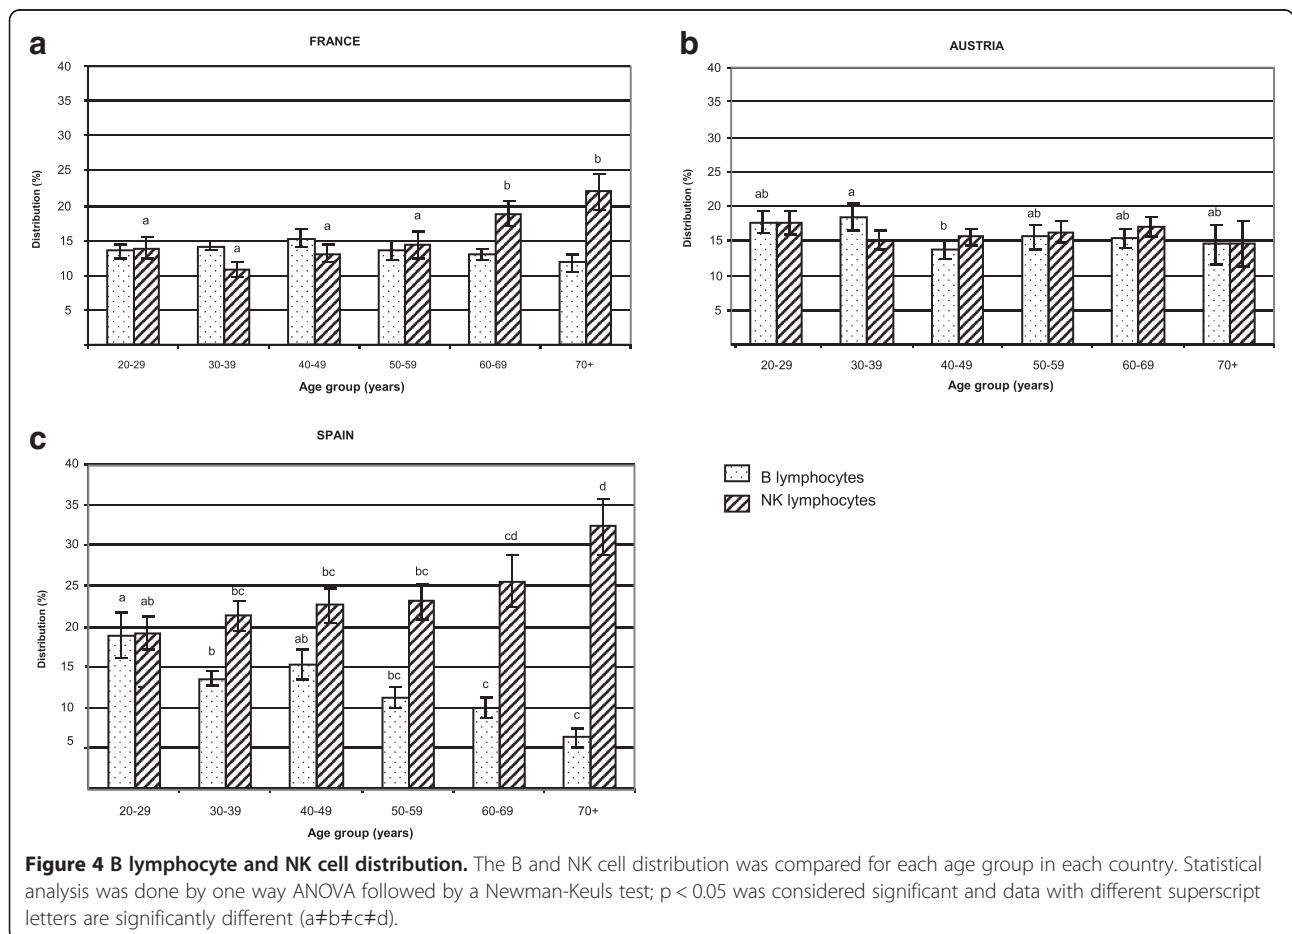 a
FRANCE
40
35
30
25
20
15
10
5
Distribution (%)
a
a
a
a
b
b
20-29 30-39 40-49 50-59 60-69 70+
Age group (years)
b
AUSTRIA
40
35
30
25
20
15
10
5
Distribution (%)
ab
a
b
ab
ab
ab
20-29 30-39 40-49 50-59 60-69 70+
Age group (years)
c
SPAIN
40
35
30
25
20
15
10
5
Distribution (%)
a ab
b bc
ab bc
bc bc
c cd
c d
20-29 30-39 40-49 50-59 60-69 70+
Age group (years)
B lymphocytes
NK lymphocytes
Figure 4 B lymphocyte and NK cell distribution. The B and NK cell distribution was compared for each age group in each country. Statistical
analysis was done by one way ANOVA followed by a Newman-Keuls test; p < 0.05 was considered significant and data with different superscript
letters are significantly different (a≠b≠c≠d).